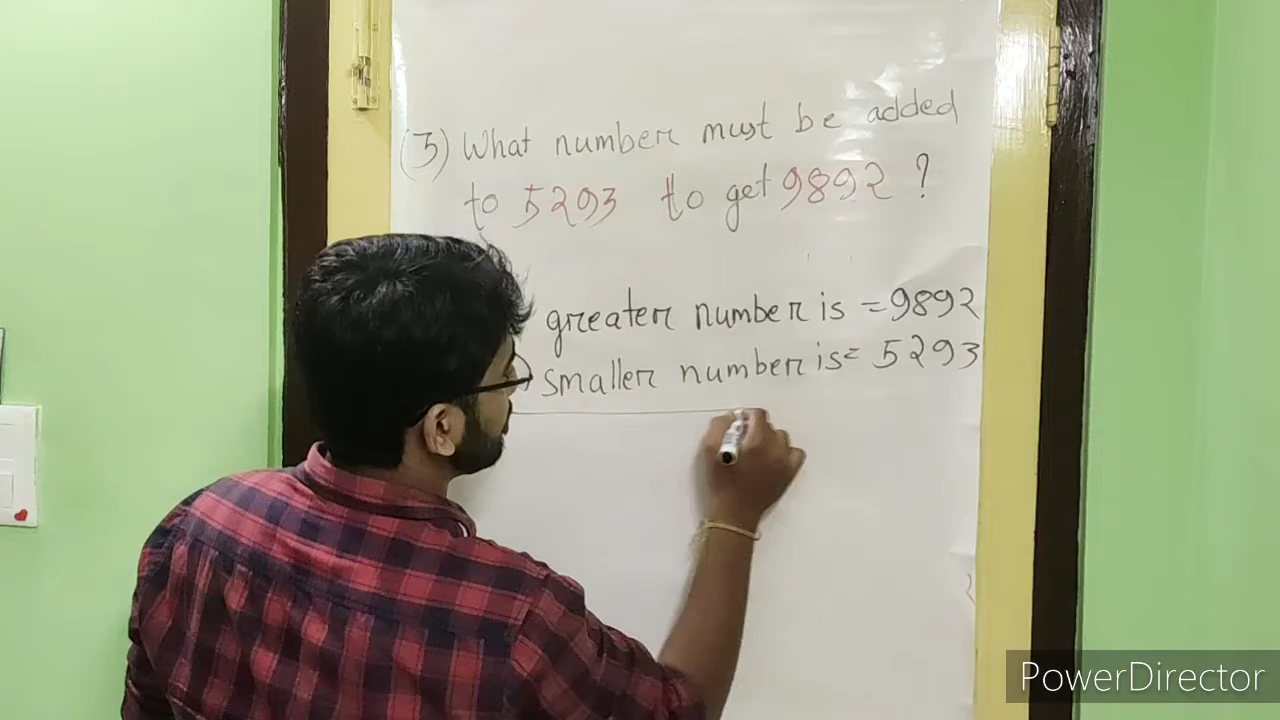 (3) What number must be added
to 5293 to get 9892 ?
greater number is = 9892
smaller number is = 5293
PowerDirector